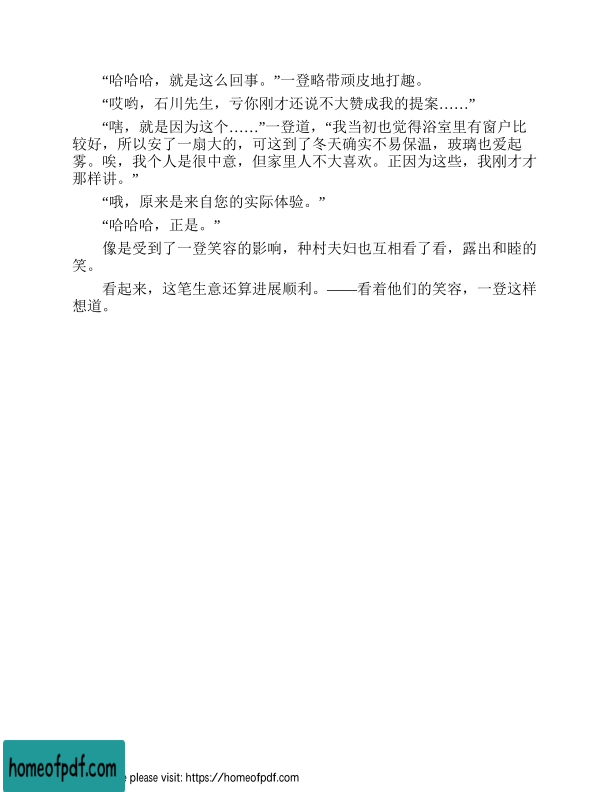 “哈哈哈，就是这么回事。”一登略带顽皮地打趣。
“哎哟，石川先生，亏你刚才还说不大赞成我的提案……”
“嗐，就是因为这个……”一登道，“我当初也觉得浴室里有窗户比
较好，所以安了一扇大的，可这到了冬天确实不易保温，玻璃也爱起
雾。唉，我个人是很中意，但家里人不大喜欢。正因为这些，我刚才才
那样讲。”
“哦，原来是来自您的实际体验。”
“哈哈哈，正是。”
像是受到了一登笑容的影响，种村夫妇也互相看了看，露出和睦的
笑。
看起来，这笔生意还算进展顺利。——看着他们的笑容，一登这样
想道。
homeofpdf.com
please visit: https://homeofpdf.com